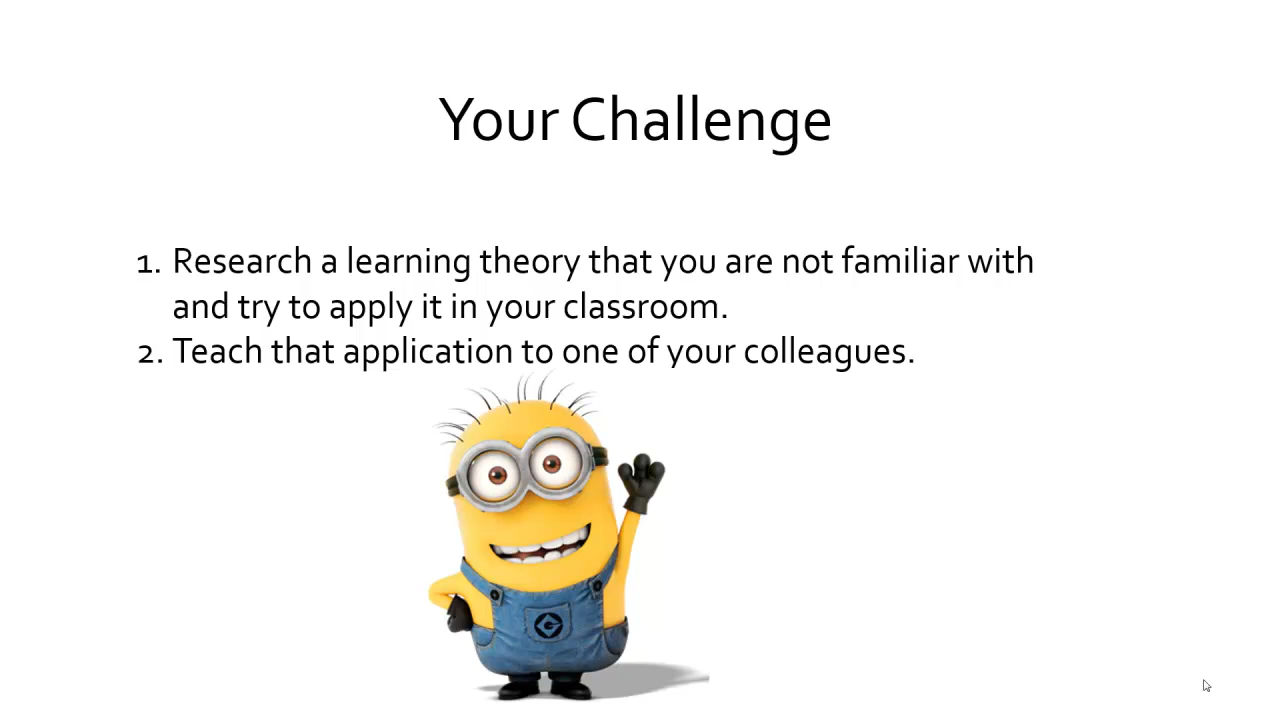 Your Challenge
1. Research a learning theory that you are not familiar with
and try to apply it in your classroom.
2. Teach that application to one of your colleagues.